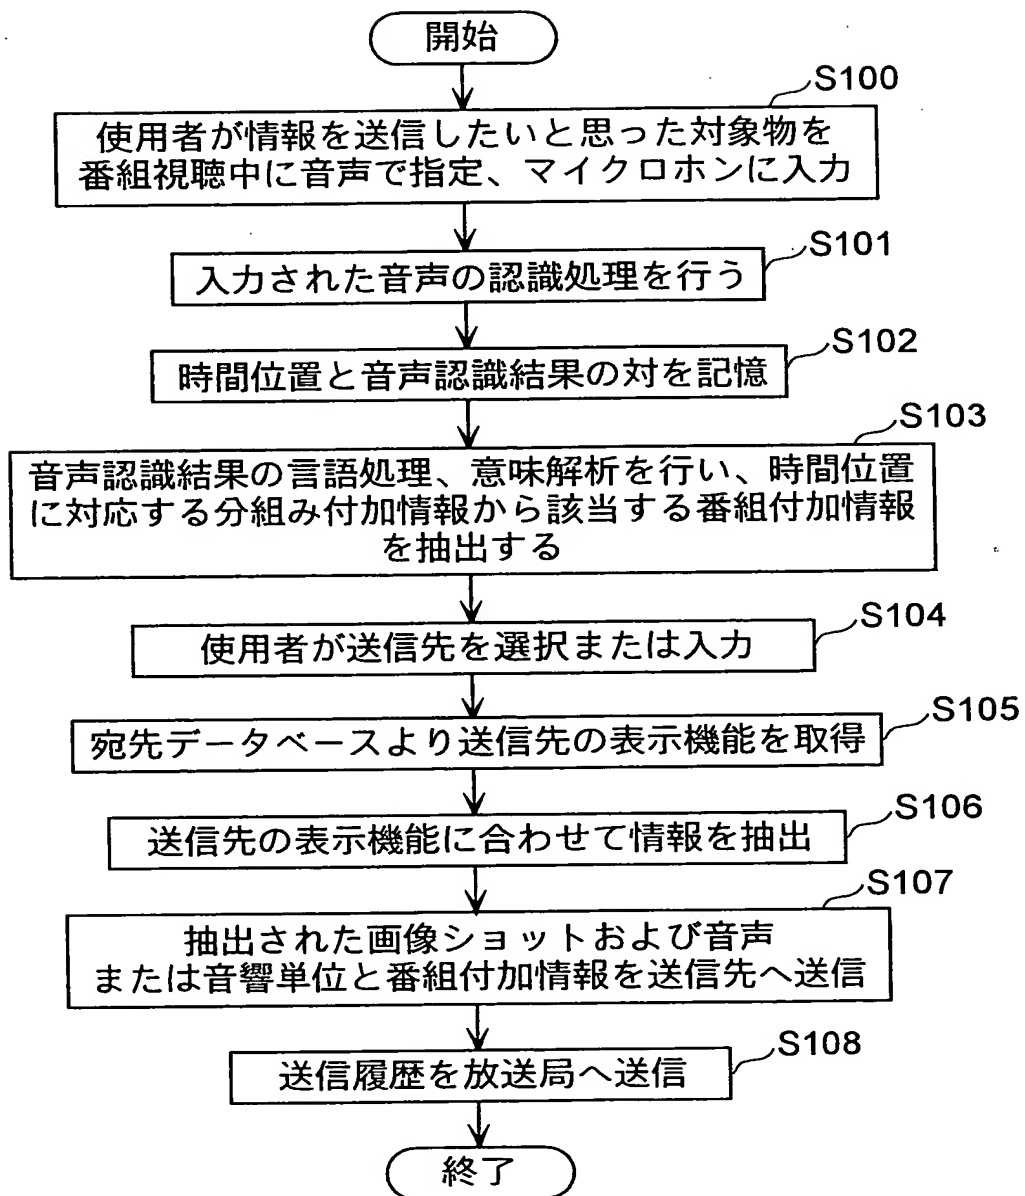 開始
S100
使用者が情報を送信したいと思った対象物を
番組視聴中に音声で指定、マイクロホンに入力
S101
入力された音声の認識処理を行う
S102
時間位置と音声認識結果の対を記憶
S103
音声認識結果の言語処理、意味解析を行い、時間位置
に対応する分組み付加情報から該当する番組付加情報
を抽出する
S104
使用者が送信先を選択または入力
S105
宛先データベースより送信先の表示機能を取得
S106
送信先の表示機能に合わせて情報を抽出
S107
抽出された画像ショットおよび音声
または音響単位と番組付加情報を送信先へ送信
S108
送信履歴を放送局へ送信
終了